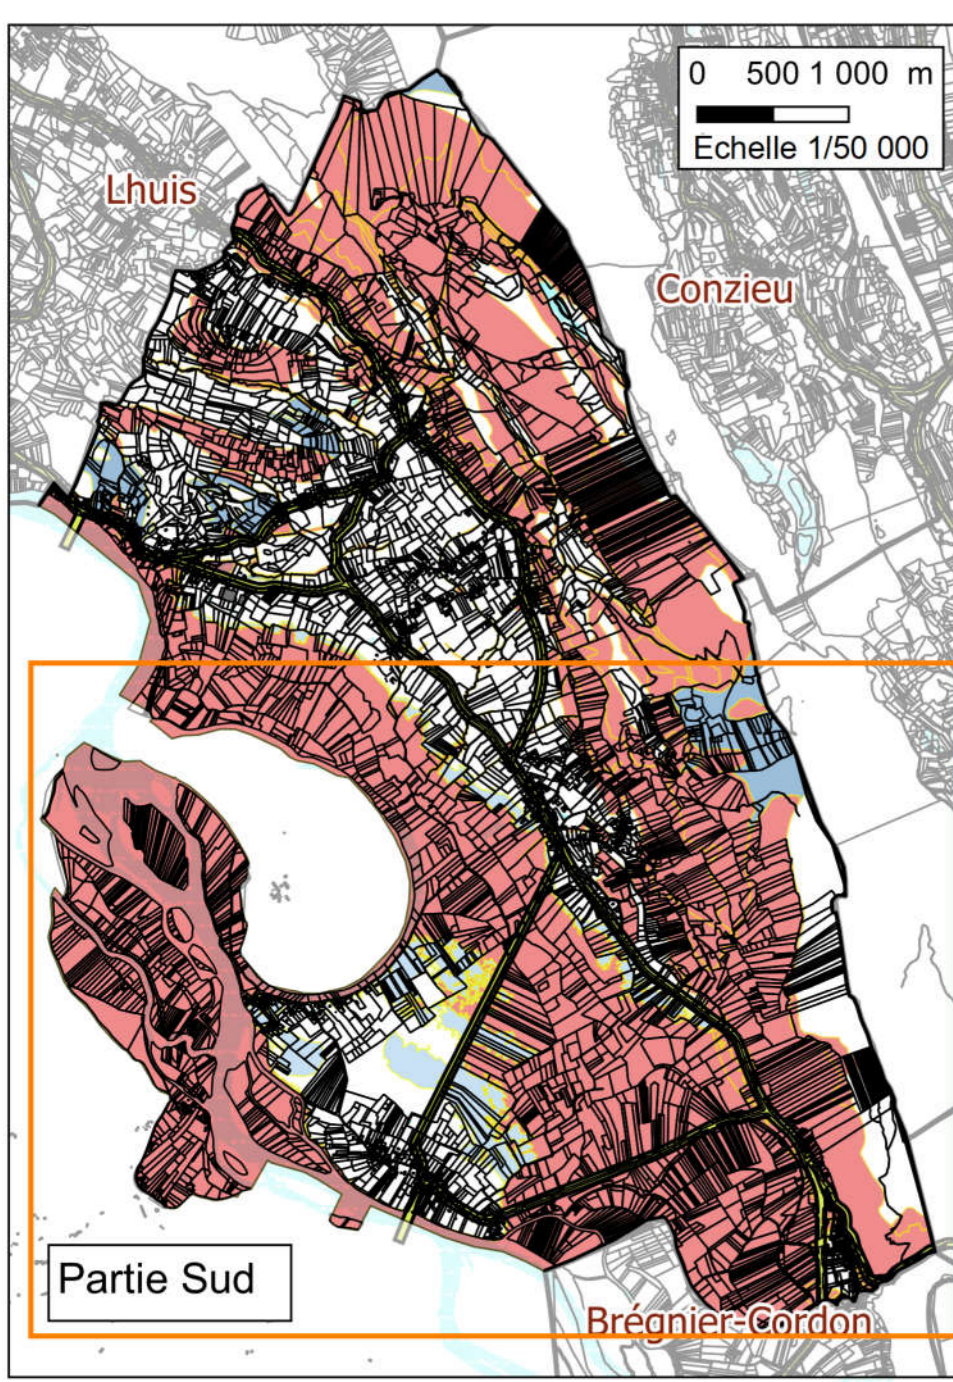 0 500 1 000 m
Echelle 1/50 000
Lhuis
Conzieu
Partie Sud
Brégnier-Cordon